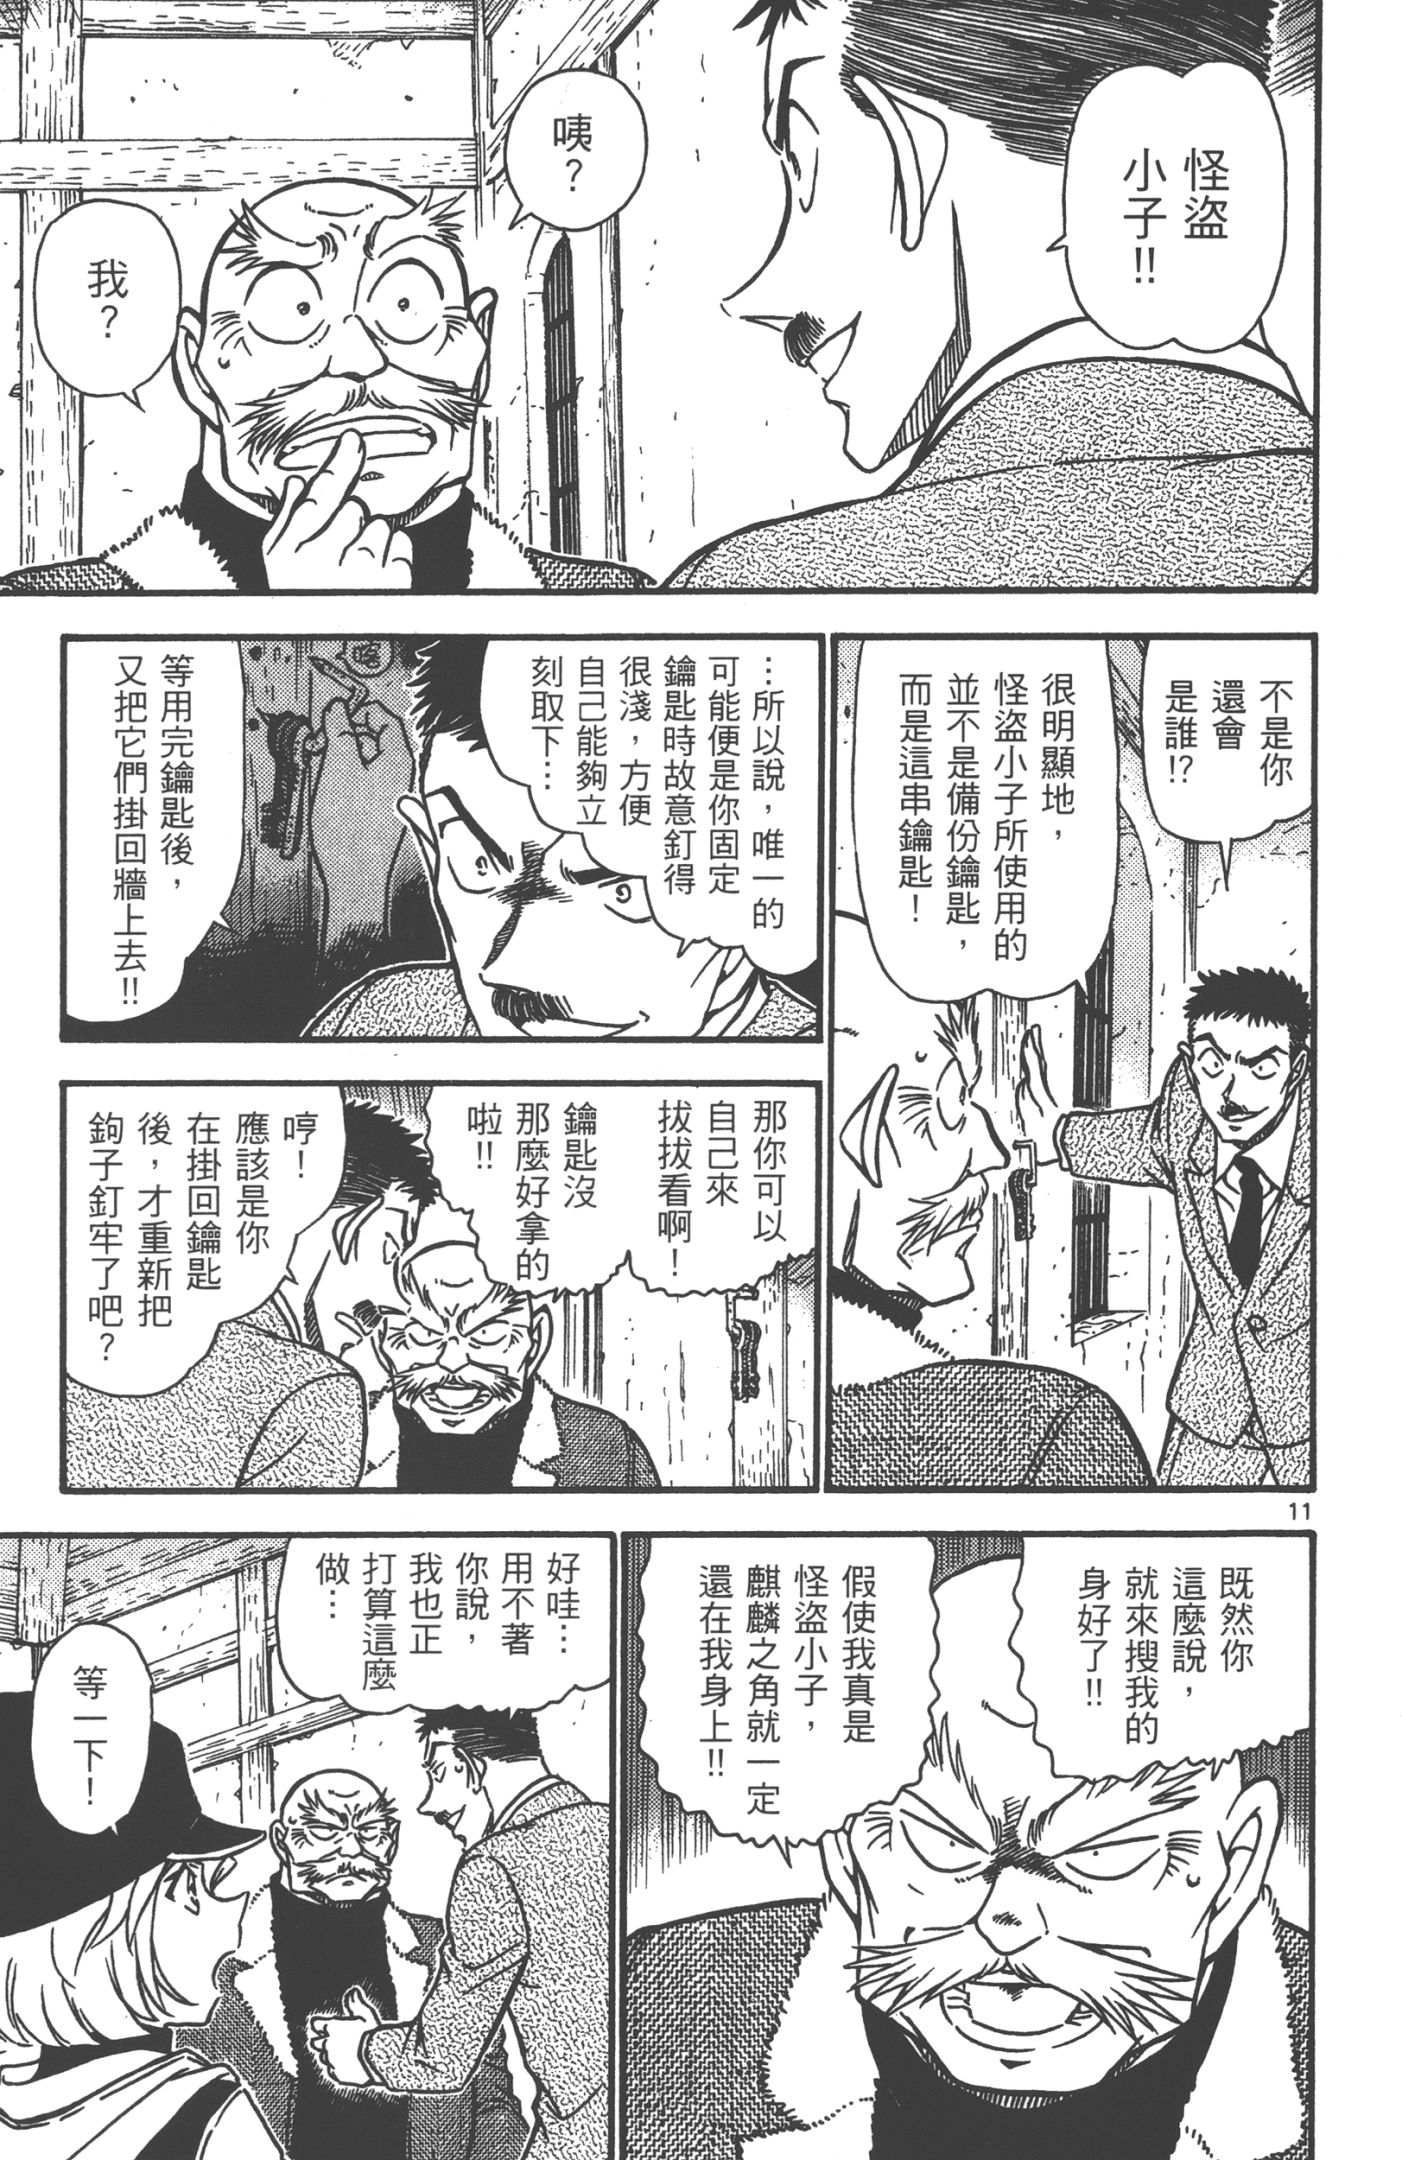 怪盜
小子!!
咦?
我?
不是你
還會
是誰!?
很明顯地，
怪盜小子所使用的
並不是備份鑰匙，
而是這串鑰匙！
…所以說，唯一的
可能便是你固定
鑰匙時故意釘得
很淺，方便
自己能夠立
刻取下…
喀
等用完鑰匙後，
又把它們掛回牆上去!!
那你可以
自己來
拔拔看啊！
鑰匙沒
那麼好拿的
啦!!
哼！
應該是你
在掛回鑰匙
後，才重新把
鉤子釘牢了吧?
11
既然你
這麼說，
就來搜我的
身好了!!
假使我真是
怪盜小子，
麒麟之角就一定
還在我身上!!
好哇…
用不著
你說，
我也正
打算這麼
做…
等一下！